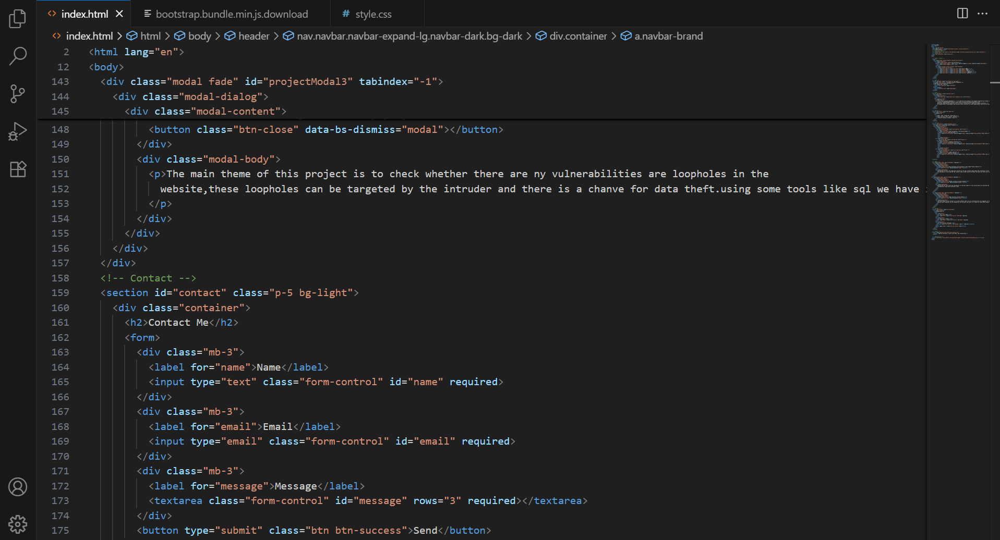 index.html
bootstrap.bundle.min.js.download
style.css
index.html > html > body > header > nav.navbar.navbar-expand-lg.navbar-dark.bg-dark > div.container > a.navbar-brand
2 <html lang="en">
12 <body>
143 <div class="modal fade" id="projectModal3" tabindex="-1">
144 <div class="modal-dialog">
145 <div class="modal-content">
148 <button class="btn-close" data-bs-dismiss="modal"></button>
149 </div>
150 <div class="modal-body">
151 <p>The main theme of this project is to check whether there are ny vulnerabilities are loopholes in the
152 website,these loopholes can be targeted by the intruder and there is a chanve for data theft.using some tools like sql we have
153 </p>
154 </div>
155 </div>
156 </div>
157 </div>
158 <!-- Contact -->
159 <section id="contact" class="p-5 bg-light">
160 <div class="container">
161 <h2>Contact Me</h2>
162 <form>
163 <div class="mb-3">
164 <label for="name">Name</label>
165 <input type="text" class="form-control" id="name" required>
166 </div>
167 <div class="mb-3">
168 <label for="email">Email</label>
169 <input type="email" class="form-control" id="email" required>
170 </div>
171 <div class="mb-3">
172 <label for="message">Message</label>
173 <textarea class="form-control" id="message" rows="3" required></textarea>
174 </div>
175 <button type="submit" class="btn btn-success">Send</button>